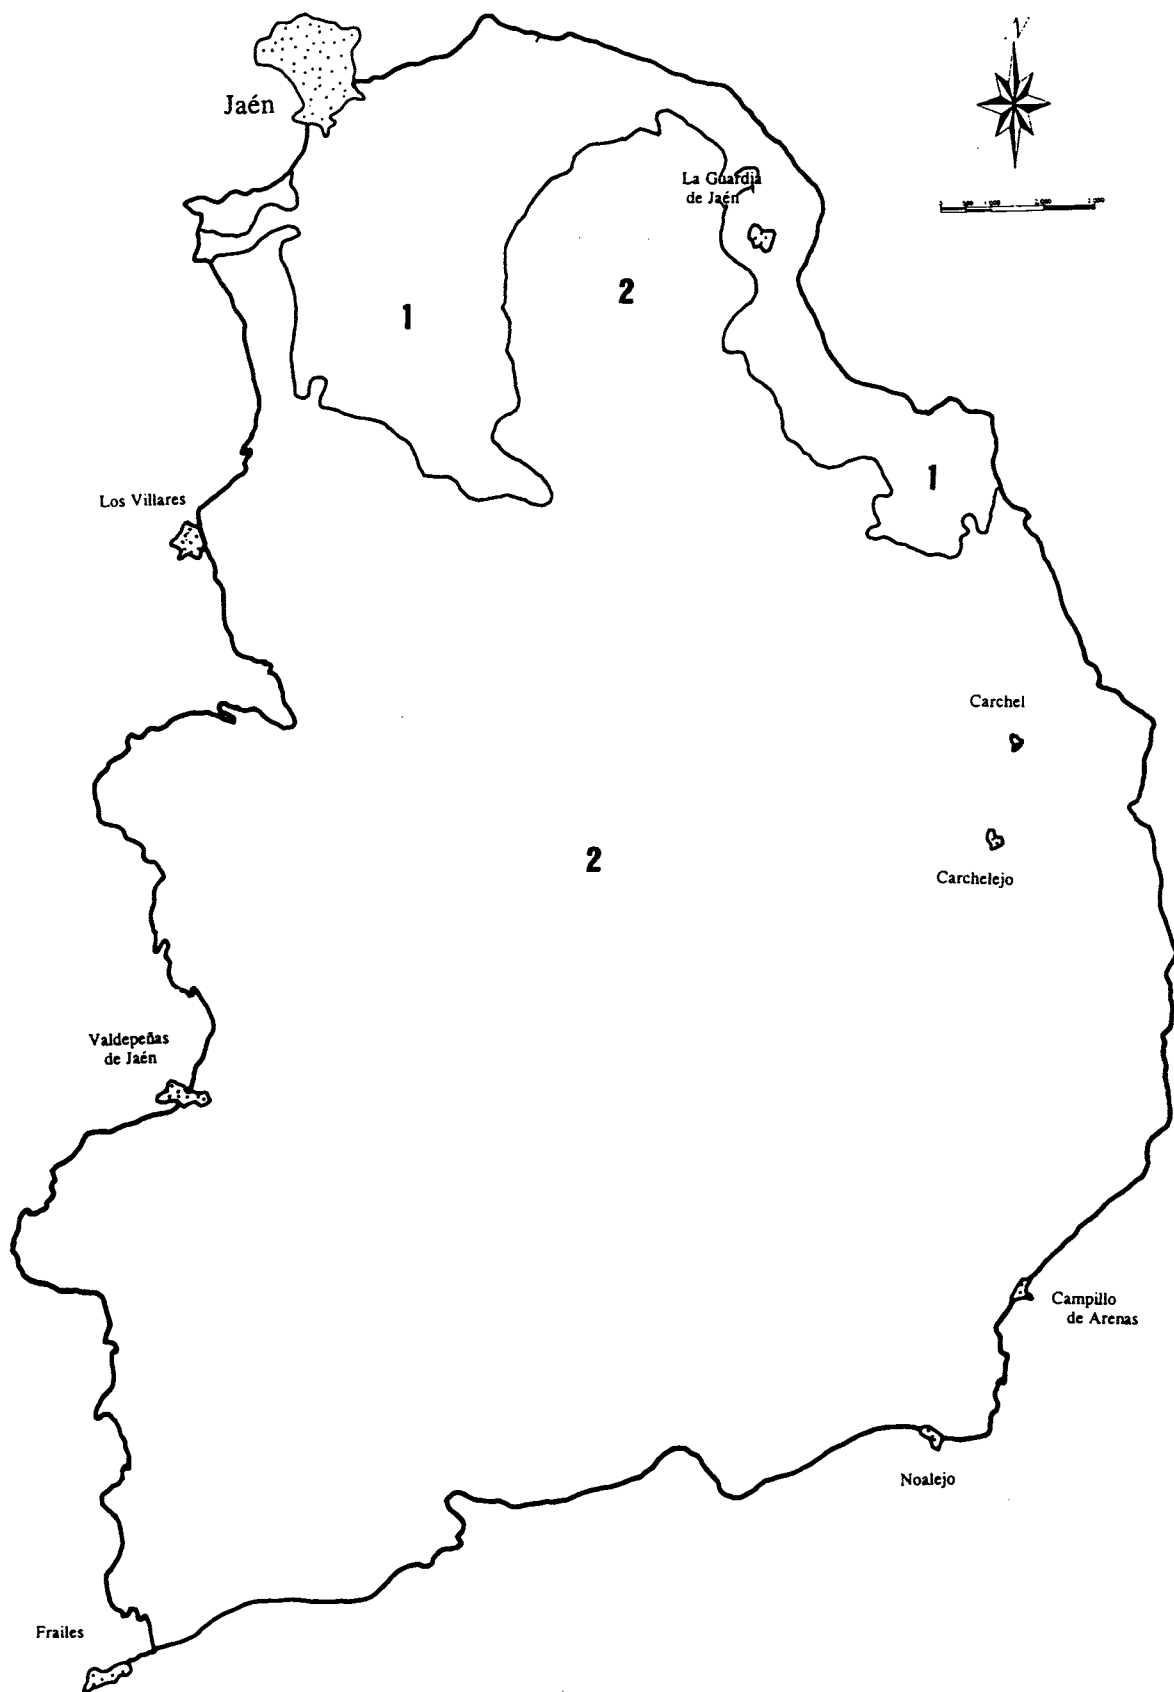 N
Jaén
La Guardia
de Jaén
2
1
1
Los Villares
Carchel
2
Carchelejo
Valdepeñas
de Jaén
Campillo
de Arenas
Noalejo
Frailes